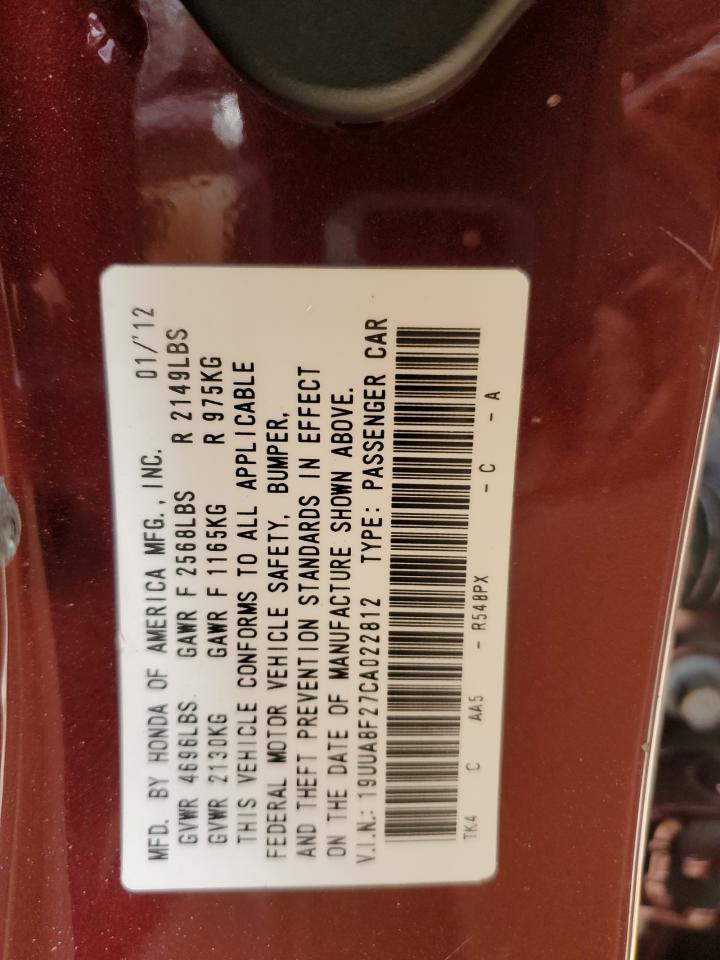 MFD. BY HONDA OF AMERICA MFG., INC. 01/'12
GVWR 4696LBS. GAWR F 2568LBS R 2149LBS
GVWR 2130KG GAWR F 1165KG R 975KG
THIS VEHICLE CONFORMS TO ALL APPLICABLE
FEDERAL MOTOR VEHICLE SAFETY, BUMPER,
AND THEFT PREVENTION STANDARDS IN EFFECT
ON THE DATE OF MANUFACTURE SHOWN ABOVE.
V.I.N.: 19UUA8F27CA022812 TYPE: PASSENGER CAR
TK4 C AA5 - R548PX - C - A